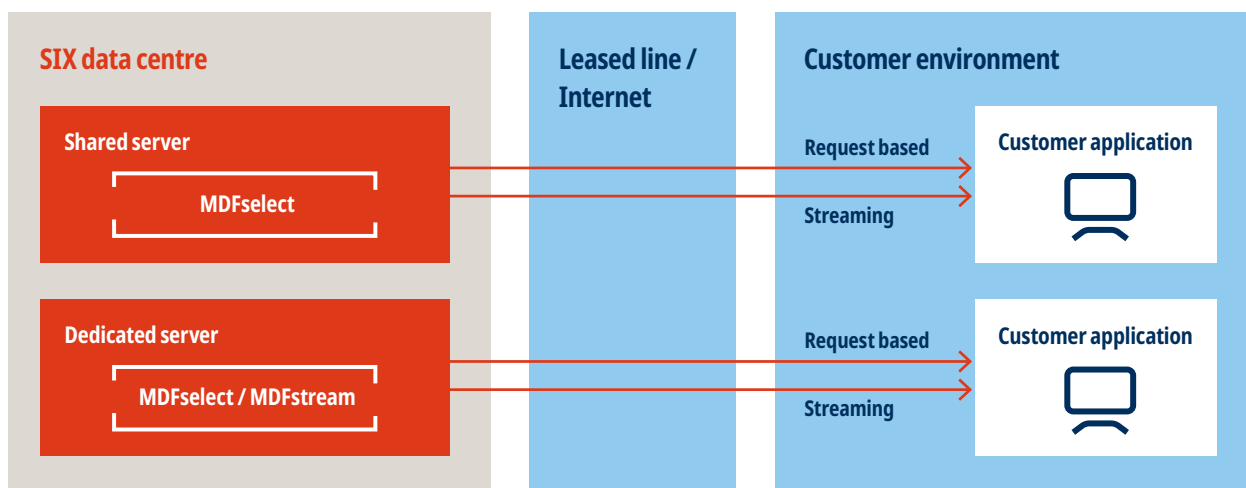 SIX data centre
Leased line /
Internet
Customer environment
Shared server
MDFselect
Request based
Streaming
Customer application
Dedicated server
MDFselect / MDFstream
Request based
Streaming
Customer application